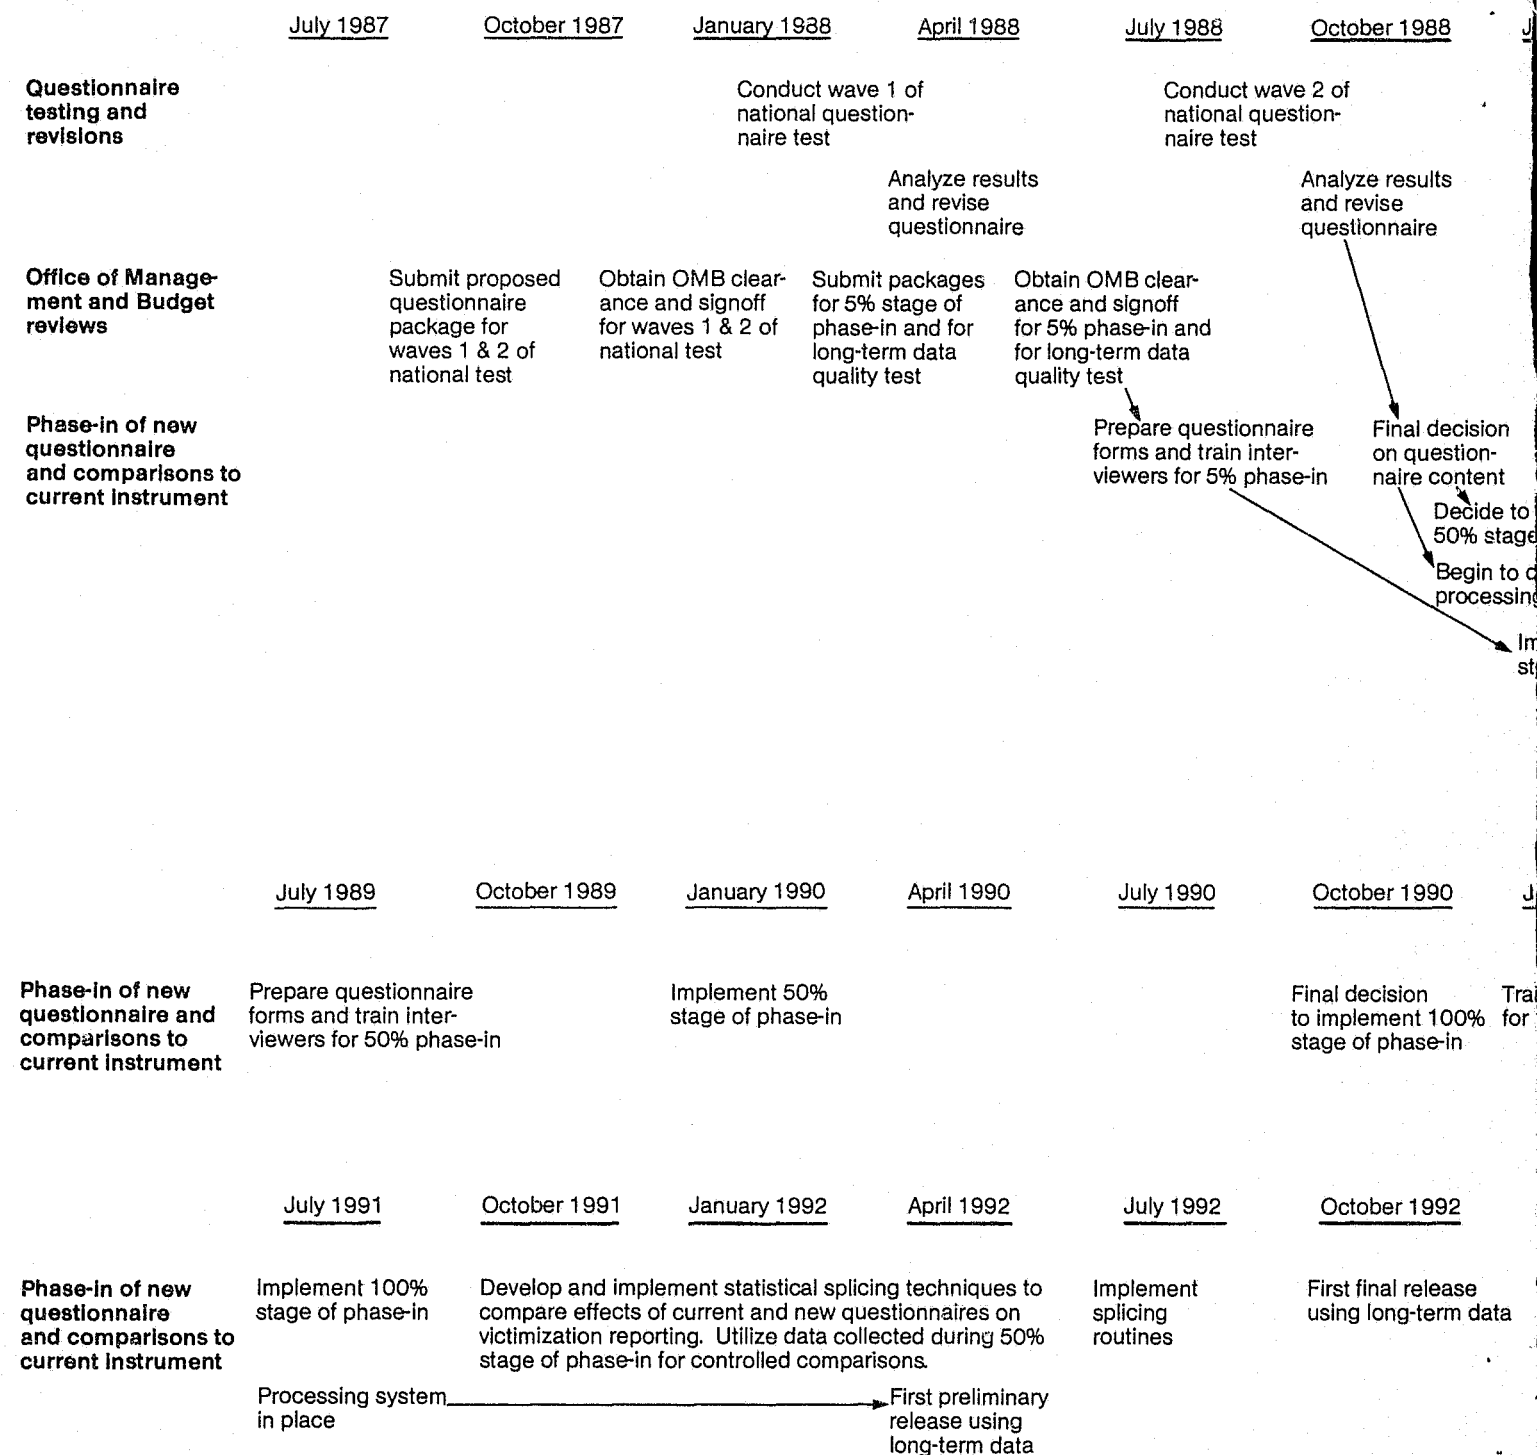 July 1987 October 1987 January 1988 April 1988 July 1988 October 1988
Questionnaire
testing and
revisions
Conduct wave 1 of
national question-
naire test
Conduct wave 2 of
national question-
naire test
Analyze results
and revise
questionnaire
Analyze results
and revise
questionnaire
Office of Manage-
ment and Budget
reviews
Submit proposed
questionnaire
package for
waves 1 & 2 of
national test
Obtain OMB clear-
ance and signoff
for waves 1 & 2 of
national test
Submit packages
for 5% stage of
phase-in and for
long-term data
quality test
Obtain OMB clear-
ance and signoff
for 5% phase-in and
for long-term data
quality test
Phase-in of new
questionnaire
and comparisons to
current instrument
Prepare questionnaire
forms and train inter-
viewers for 5% phase-in
Final decision
on question-
naire content
Decide to
50% stage
Begin to
processing
July 1989 October 1989 January 1990 April 1990 July 1990 October 1990
Phase-in of new
questionnaire and
comparisons to
current instrument
Prepare questionnaire
forms and train inter-
viewers for 50% phase-in
Implement 50%
stage of phase-in
Final decision
to implement 100%
stage of phase-in
for
July 1991 October 1991 January 1992 April 1992 July 1992 October 1992
Phase-in of new
questionnaire
and comparisons to
current instrument
Implement 100%
stage of phase-in
Develop and implement statistical splicing techniques to
compare effects of current and new questionnaires on
victimization reporting. Utilize data collected during 50%
stage of phase-in for controlled comparisons.
Implement
splicing
routines
First final release
using long-term data
Processing system
in place
First preliminary
release using
long-term data